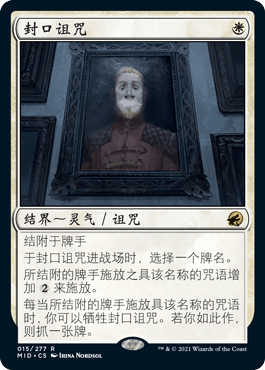 封口诅咒
结界～灵气 / 诅咒
结附于牌手
于封口诅咒进战场时，选择一个牌名。
所结附的牌手施放之具该名称的咒语增
加 2 来施放。
每当所结附的牌手施放具该名称的咒语
时，你可以牺牲封口诅咒。若你如此作，
则抓一张牌。
015/277 R
MID • CS IRINA NORDSOL
™ & © 2021 Wizards of the Coast